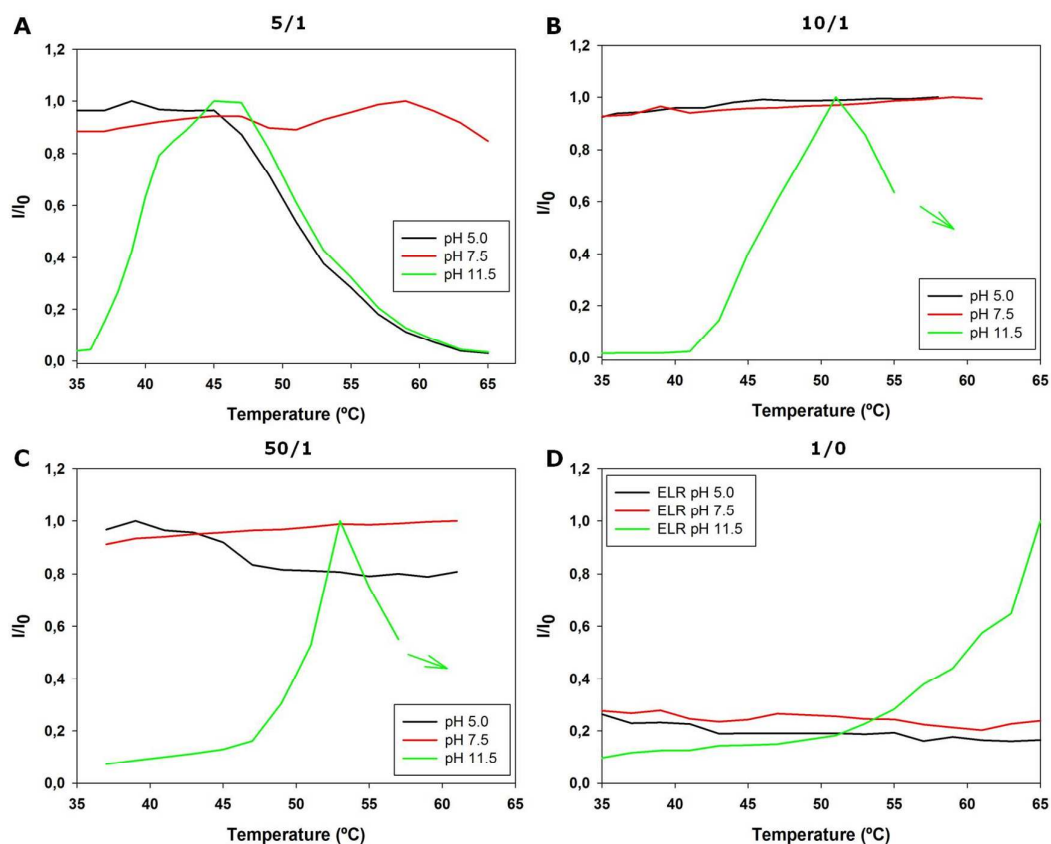 A
5/1
1,2
1,0
0,8
0,6
0,4
0,2
0,0
I/I0
pH 5.0
pH 7.5
pH 11.5
35 40 45 50 55 60 65
Temperature (ºC)
B
10/1
1,2
1,0
0,8
0,6
0,4
0,2
0,0
I/I0
pH 5.0
pH 7.5
pH 11.5
35 40 45 50 55 60 65
Temperature (ºC)
C
50/1
1,2
1,0
0,8
0,6
0,4
0,2
0,0
I/I0
pH 5.0
pH 7.5
pH 11.5
35 40 45 50 55 60 65
Temperature (ºC)
D
1/0
1,2
1,0
0,8
0,6
0,4
0,2
0,0
I/I0
ELR pH 5.0
ELR pH 7.5
ELR pH 11.5
35 40 45 50 55 60 65
Temperature (ºC)